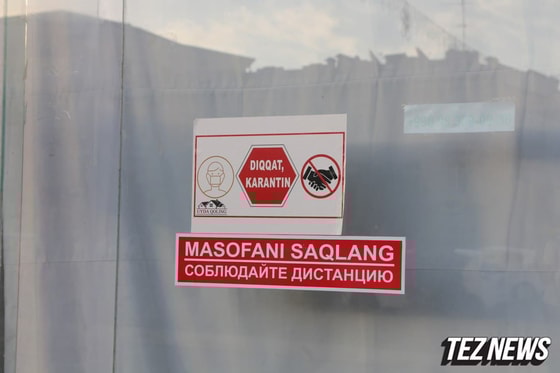 DIQQAT,
KARANTIN
UYDA QOLING
MASOFANI SAQLANG
СОБЛЮДАЙТЕ ДИСТАНЦИЮ
TEZ NEWS